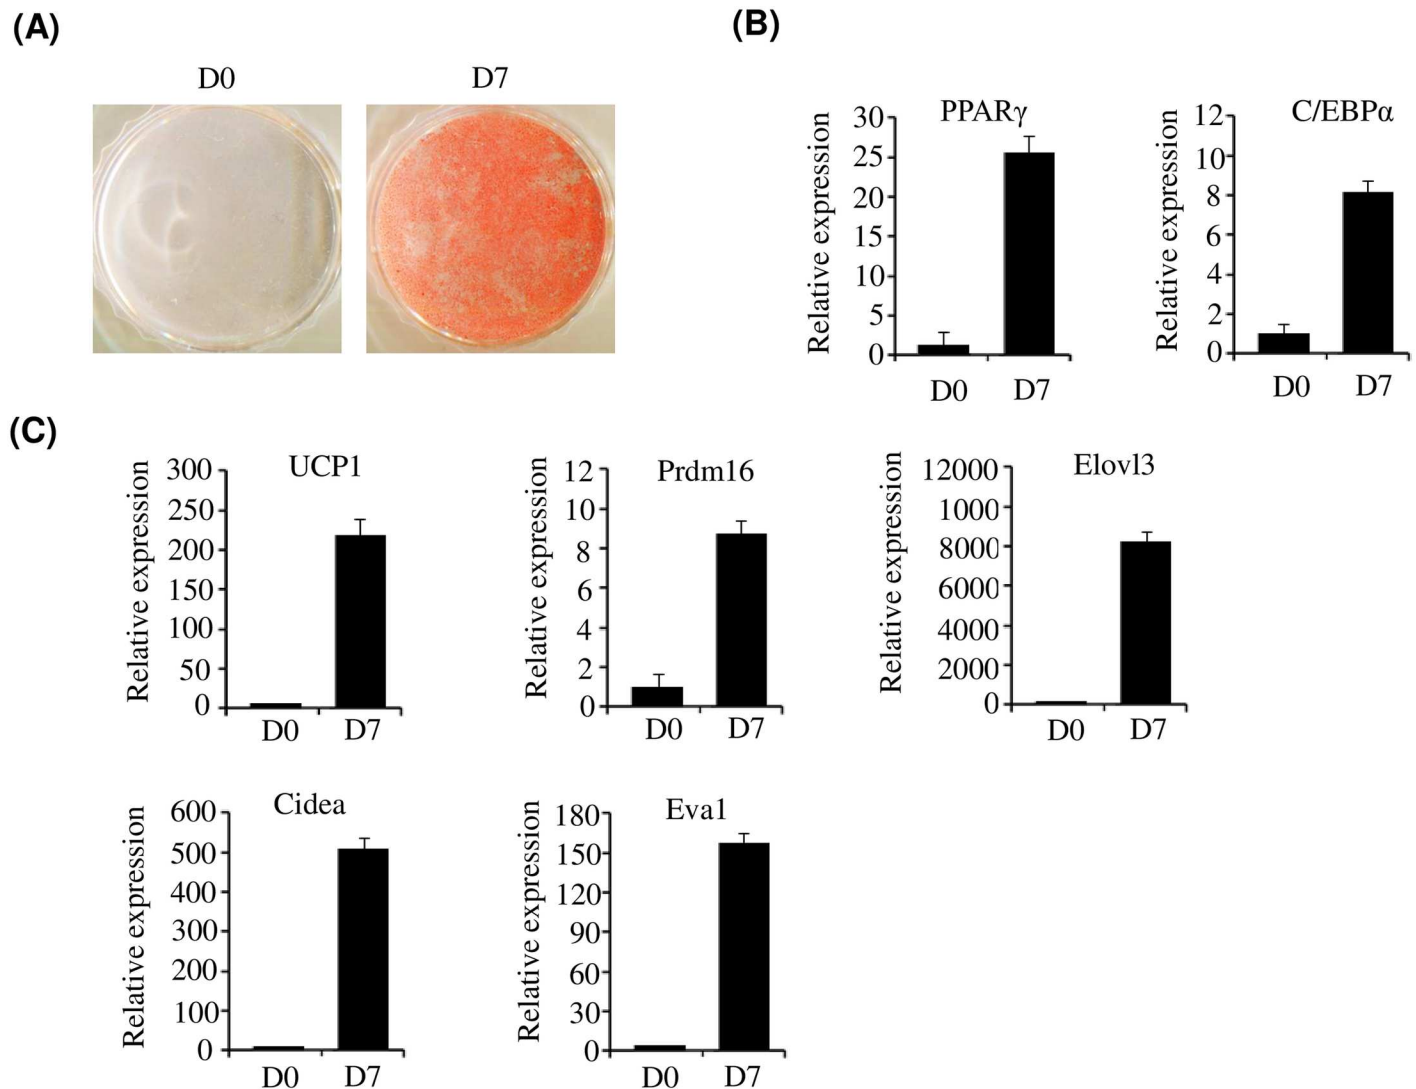 (A)
D0 D7
(B)
PPARγ
Relative expression
30
25
20
15
10
5
0
D0 D7
C/EBPα
Relative expression
12
10
8
6
4
2
0
D0 D7
(C)
UCP1
Relative expression
300
250
200
150
100
50
0
D0 D7
Prdm16
Relative expression
12
10
8
6
4
2
0
D0 D7
Elovl3
Relative expression
12000
1000
8000
6000
4000
2000
0
D0 D7
Cidea
Relative expression
600
500
400
300
200
100
0
D0 D7
Eva1
Relative expression
180
150
120
90
60
30
0
D0 D7